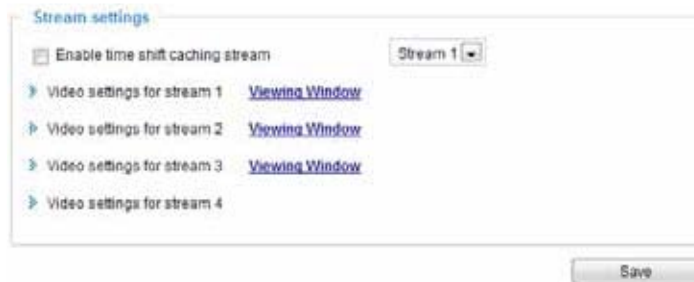 Stream settings
Enable time shift caching stream Stream 1
Video settings for stream 1 Viewing Window
Video settings for stream 2 Viewing Window
Video settings for stream 3 Viewing Window
Video settings for stream 4
Save